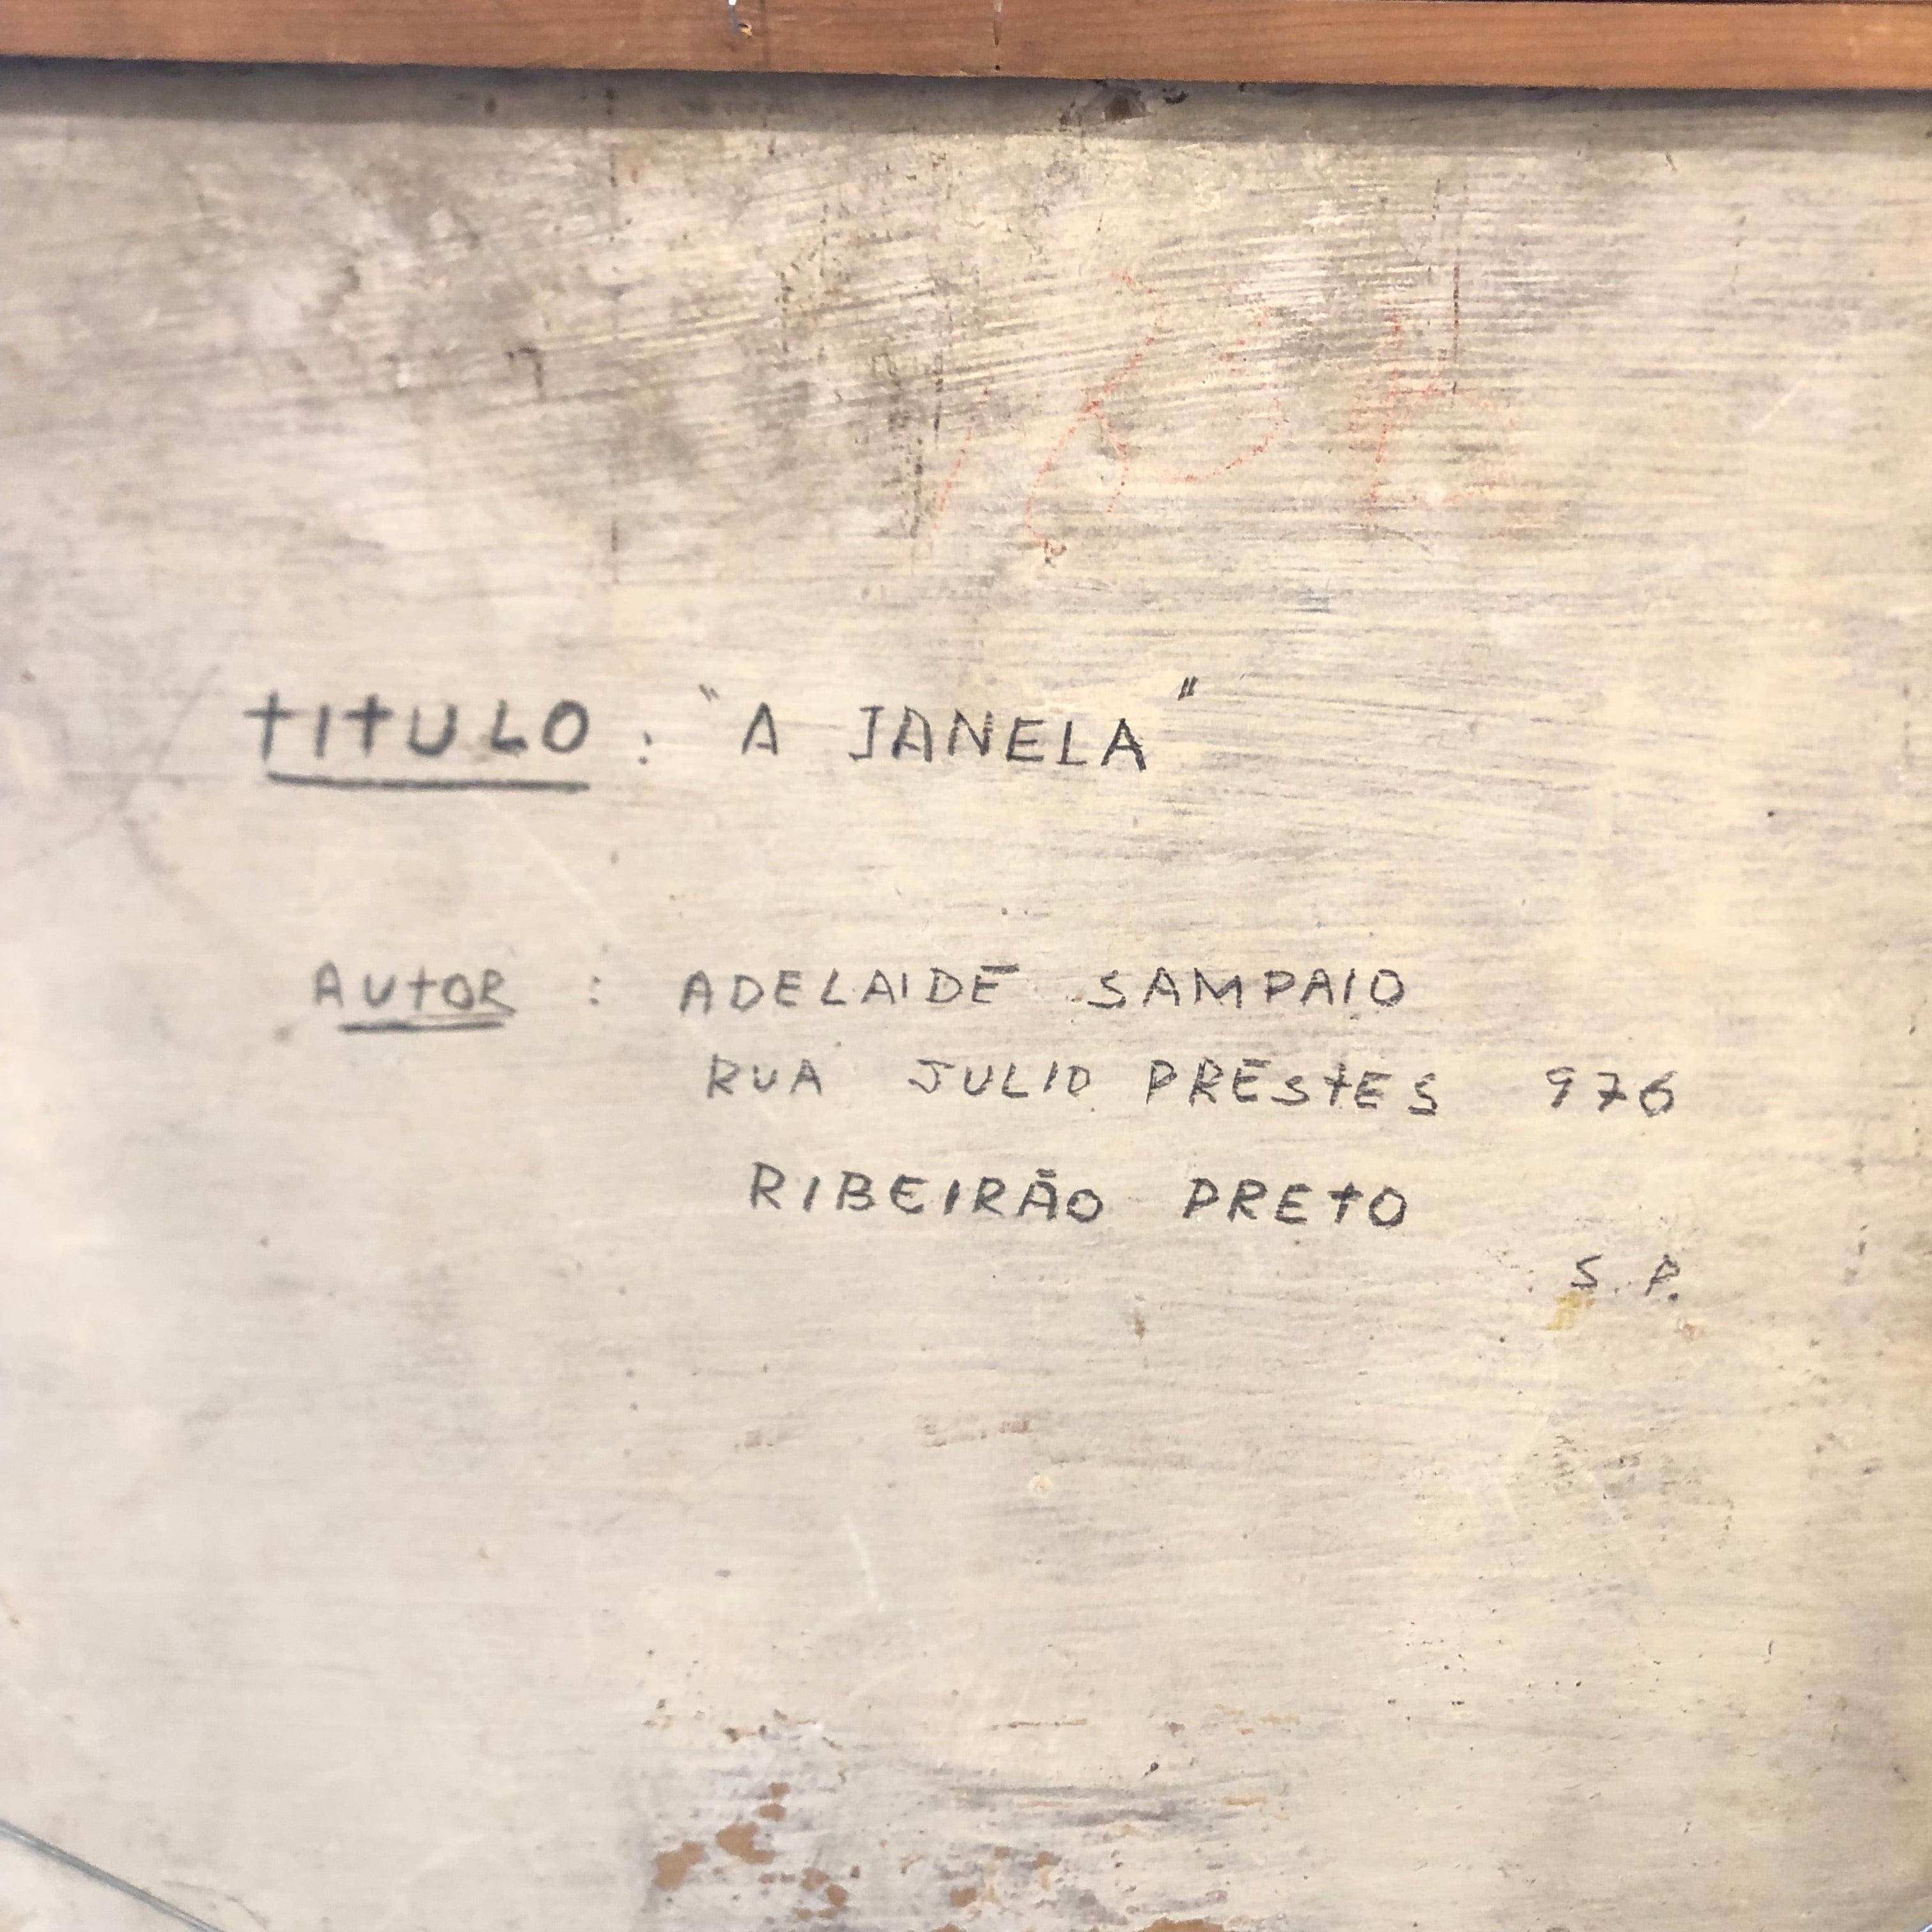 TITULO : "A JANELA"
AUTOR : ADELAIDE SAMPAIO
RUA JULIO PRESTES 976
RIBEIRÃO PRETO
S. P.